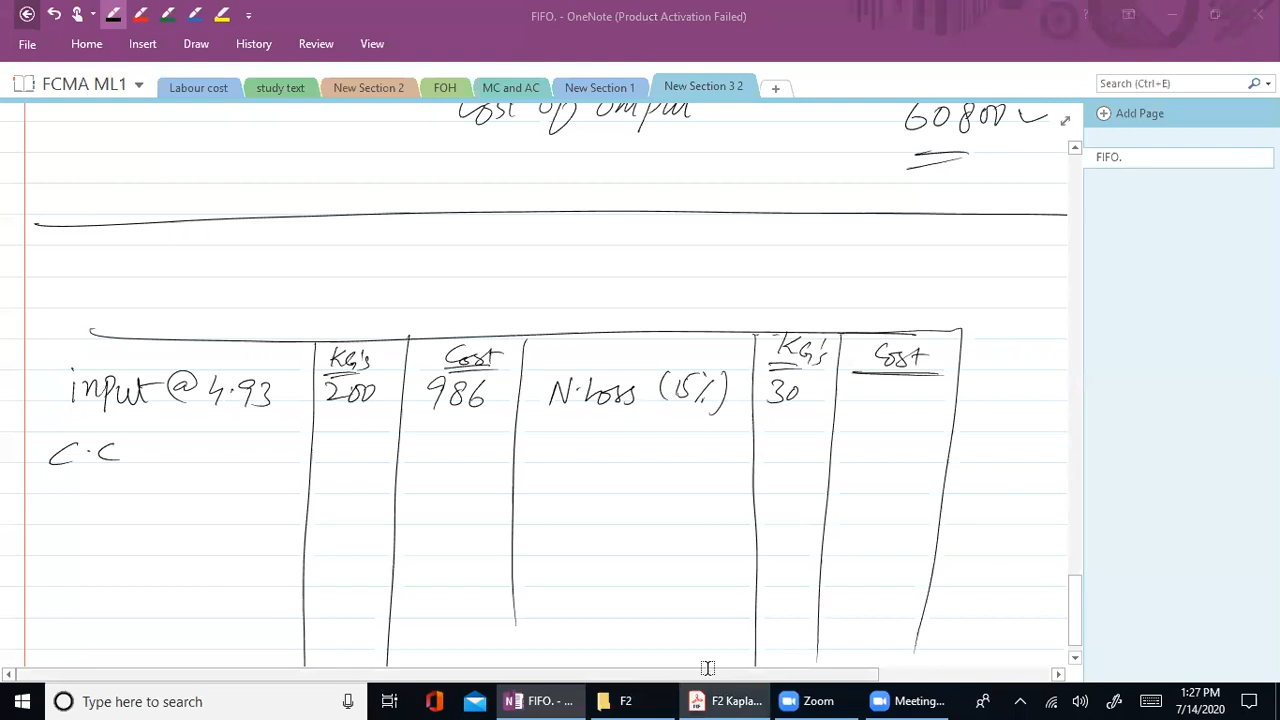 FIFO. - OneNote (Product Activation Failed)
File Home Insert Draw History Review View
FCMA ML1 Labour cost study text New Section 2 FOH MC and AC New Section 1 New Section 3 2 Search (Ctrl+E)
Add Page
FIFO.
Cost of output 60800
KG's Cost KG's Cost
input @ 4.93 200 986 N.Loss (15%) 30
C.C
Type here to search FIFO. - ... F2 F2 Kapla... Zoom Meeting... 1:27 PM
7/14/2020